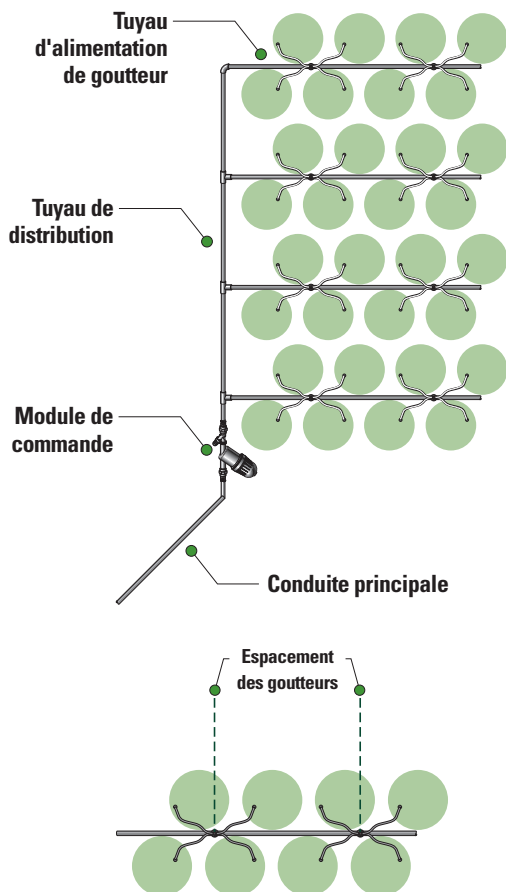 Tuyau
d'alimentation
de goutteur
Tuyau de
distribution
Module de
commande
Conduite principale
Espacement
des goutteurs